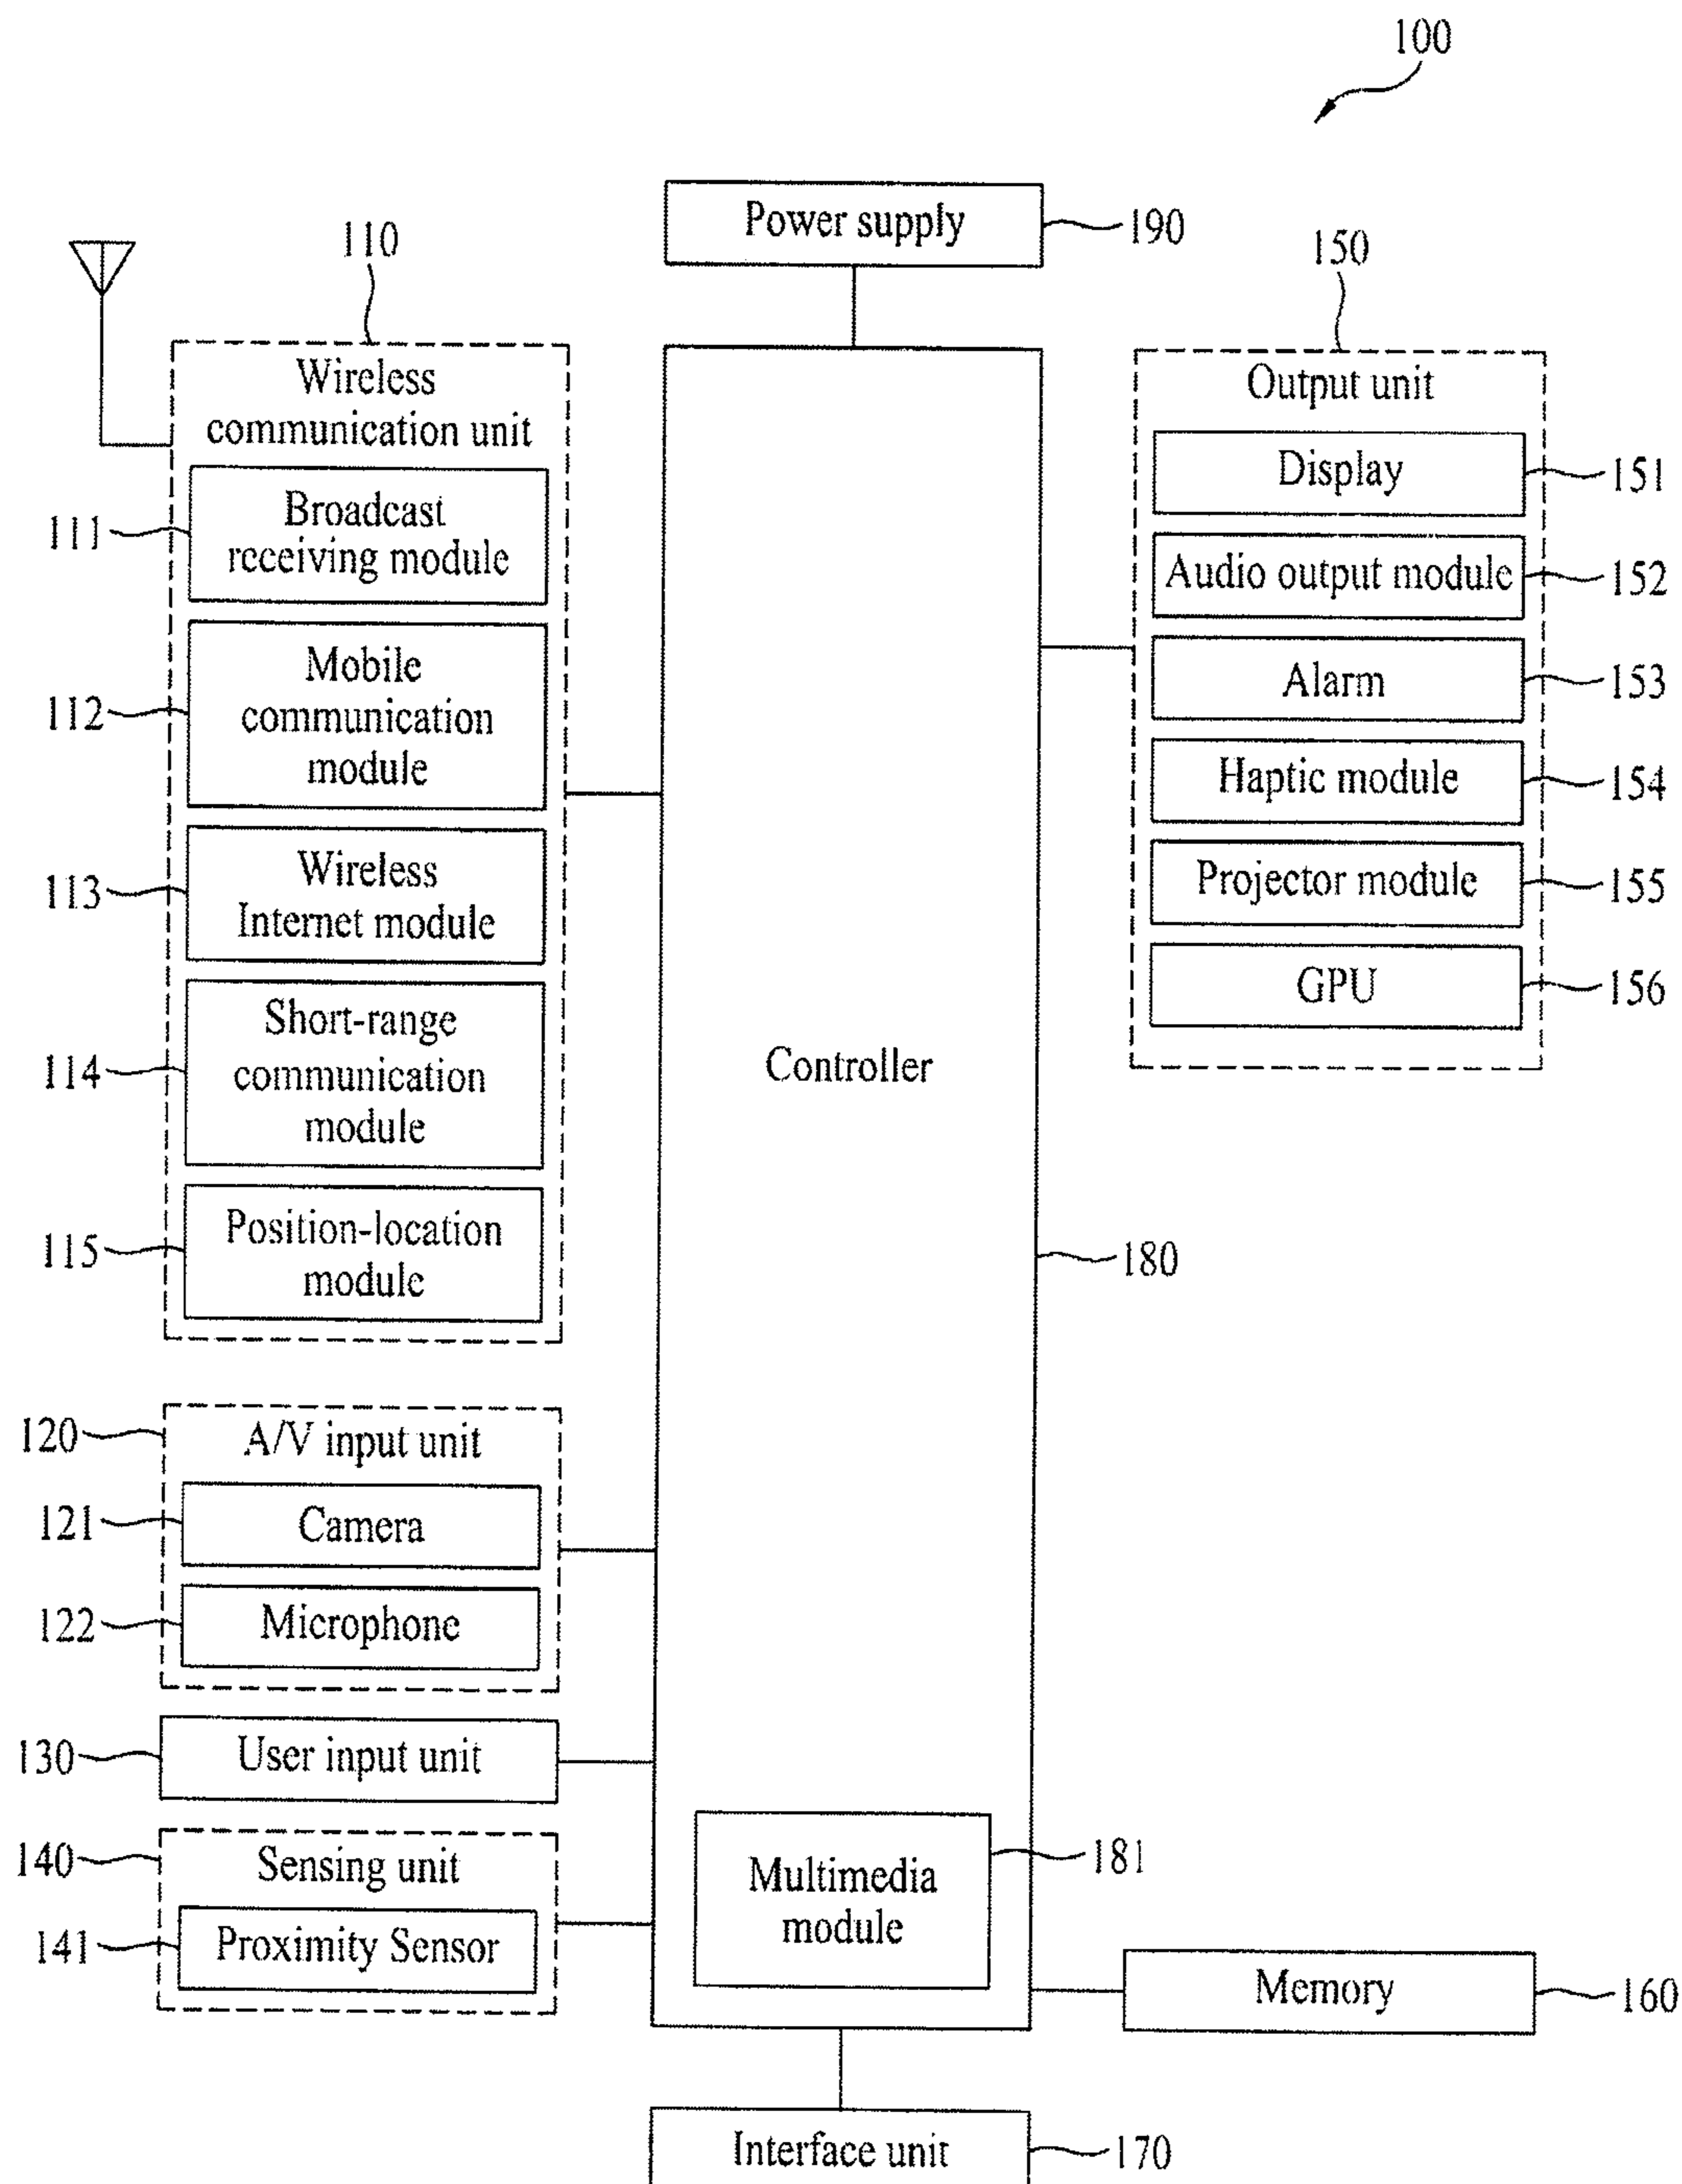 100
Power supply
190
110
Wireless
communication unit
111
Broadcast
receiving module
112
Mobile
communication
module
113
Wireless
Internet module
114
Short-range
communication
module
115
Position-location
module
120
A/V input unit
121
Camera
122
Microphone
130
User input unit
140
Sensing unit
141
Proximity Sensor
Controller
180
Multimedia
module
181
150
Output unit
Display
151
Audio output module
152
Alarm
153
Haptic module
154
Projector module
155
GPU
156
Memory
160
Interface unit
170